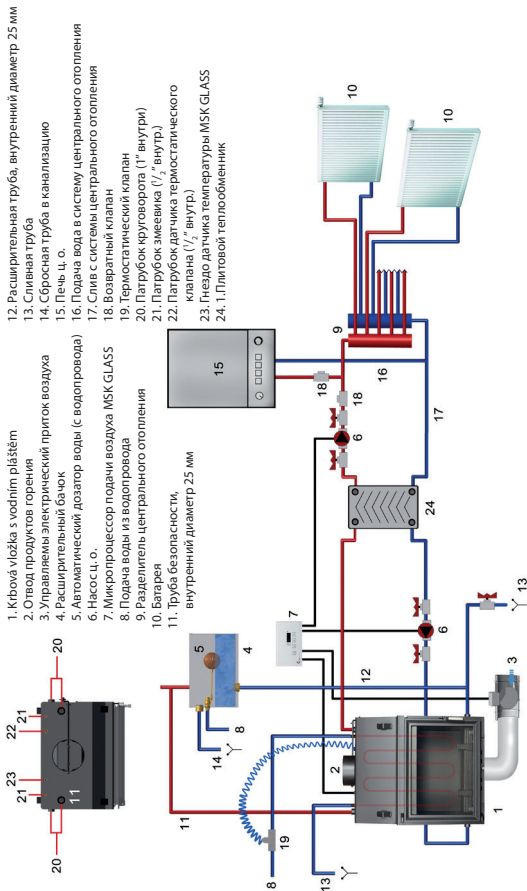 1. Krbová vložka s vodním pláštěm
2. Отвод продуктов горения
3. Управляемы электрический приток воздуха
4. Расширительный бачок
5. Автоматический дозатор воды (с водопровода)
6. Насос ц. о.
7. Микропроцессор подачи воздуха MSK GLASS
8. Подача воды из водопровода
9. Разделитель центрального отопления
10. Батарея
11. Труба безопасности,
внутренний диаметр 25 мм
12. Расширительная труба, внутренний диаметр 25 мм
13. Сливная труба
14. Сбросная труба в канализацию
15. Печь ц. о.
16. Подача вода в систему центрального отопления
17. Слив с системы центрального отопления
18. Возвратный клапан
19. Термостатический клапан
20. Патрубок круговорота (1" внутри)
21. Патрубок змеевика (1/2" внутр.)
22. Патрубок датчика термостатического
клапана (1/2" внутр.)
23. Гнездо датчика температуры MSK GLASS
24. 1.Плитовой теплообменник
20
21
22
23
21
20
11
10
10
9
15
16
18
18
17
6
24
7
5
4
8
14
12
6
13
3
11
2
19
8
13
1